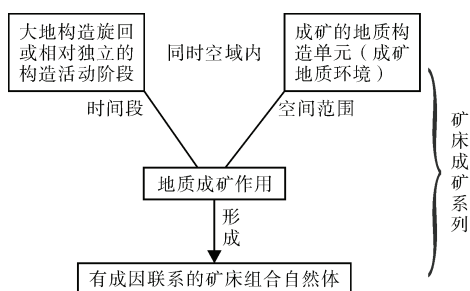 大地构造旋回
或相对独立的
构造活动阶段
同时空域内
成矿的地质构
造单元（成矿
地质环境）
时间段
空间范围
地质成矿作用
形
成
有成因联系的矿床组合自然体
矿
床
成
矿
系
列